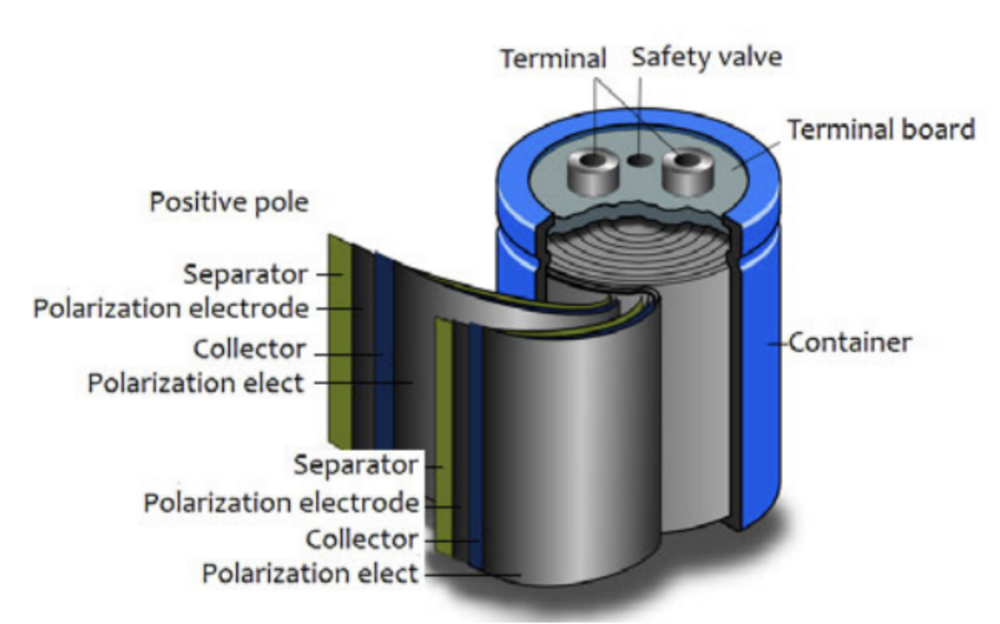 Terminal
Safety valve
Terminal board
Positive pole
Separator
Polarization electrode
Collector
Polarization elect
Container
Separator
Polarization electrode
Collector
Polarization elect